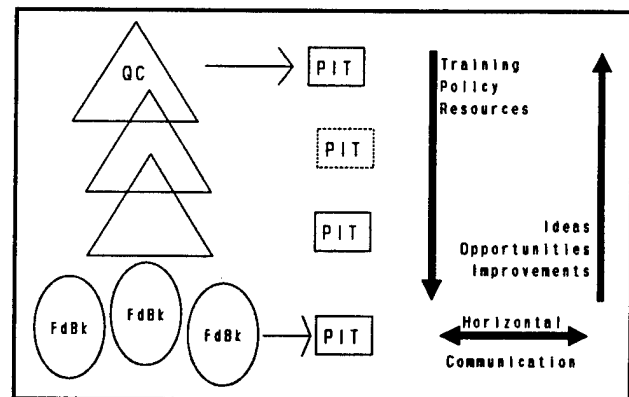 QC
PIT
Training
Policy
Resources
PIT
PIT
Ideas
Opportunities
Improvements
FdBk
FdBk
FdBk
PIT
Horizontal
Communication